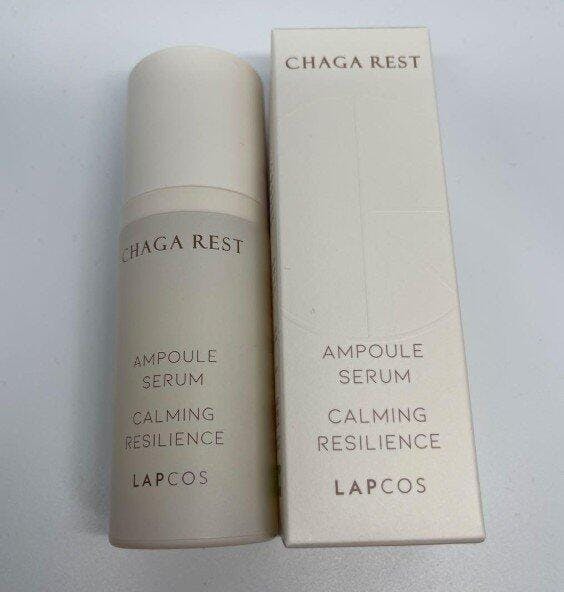 CHAGA REST
AMPOULE
SERUM
CALMING
RESILIENCE
LAPCOS
CHAGA REST
AMPOULE
SERUM
CALMING
RESILIENCE
LAPCOS